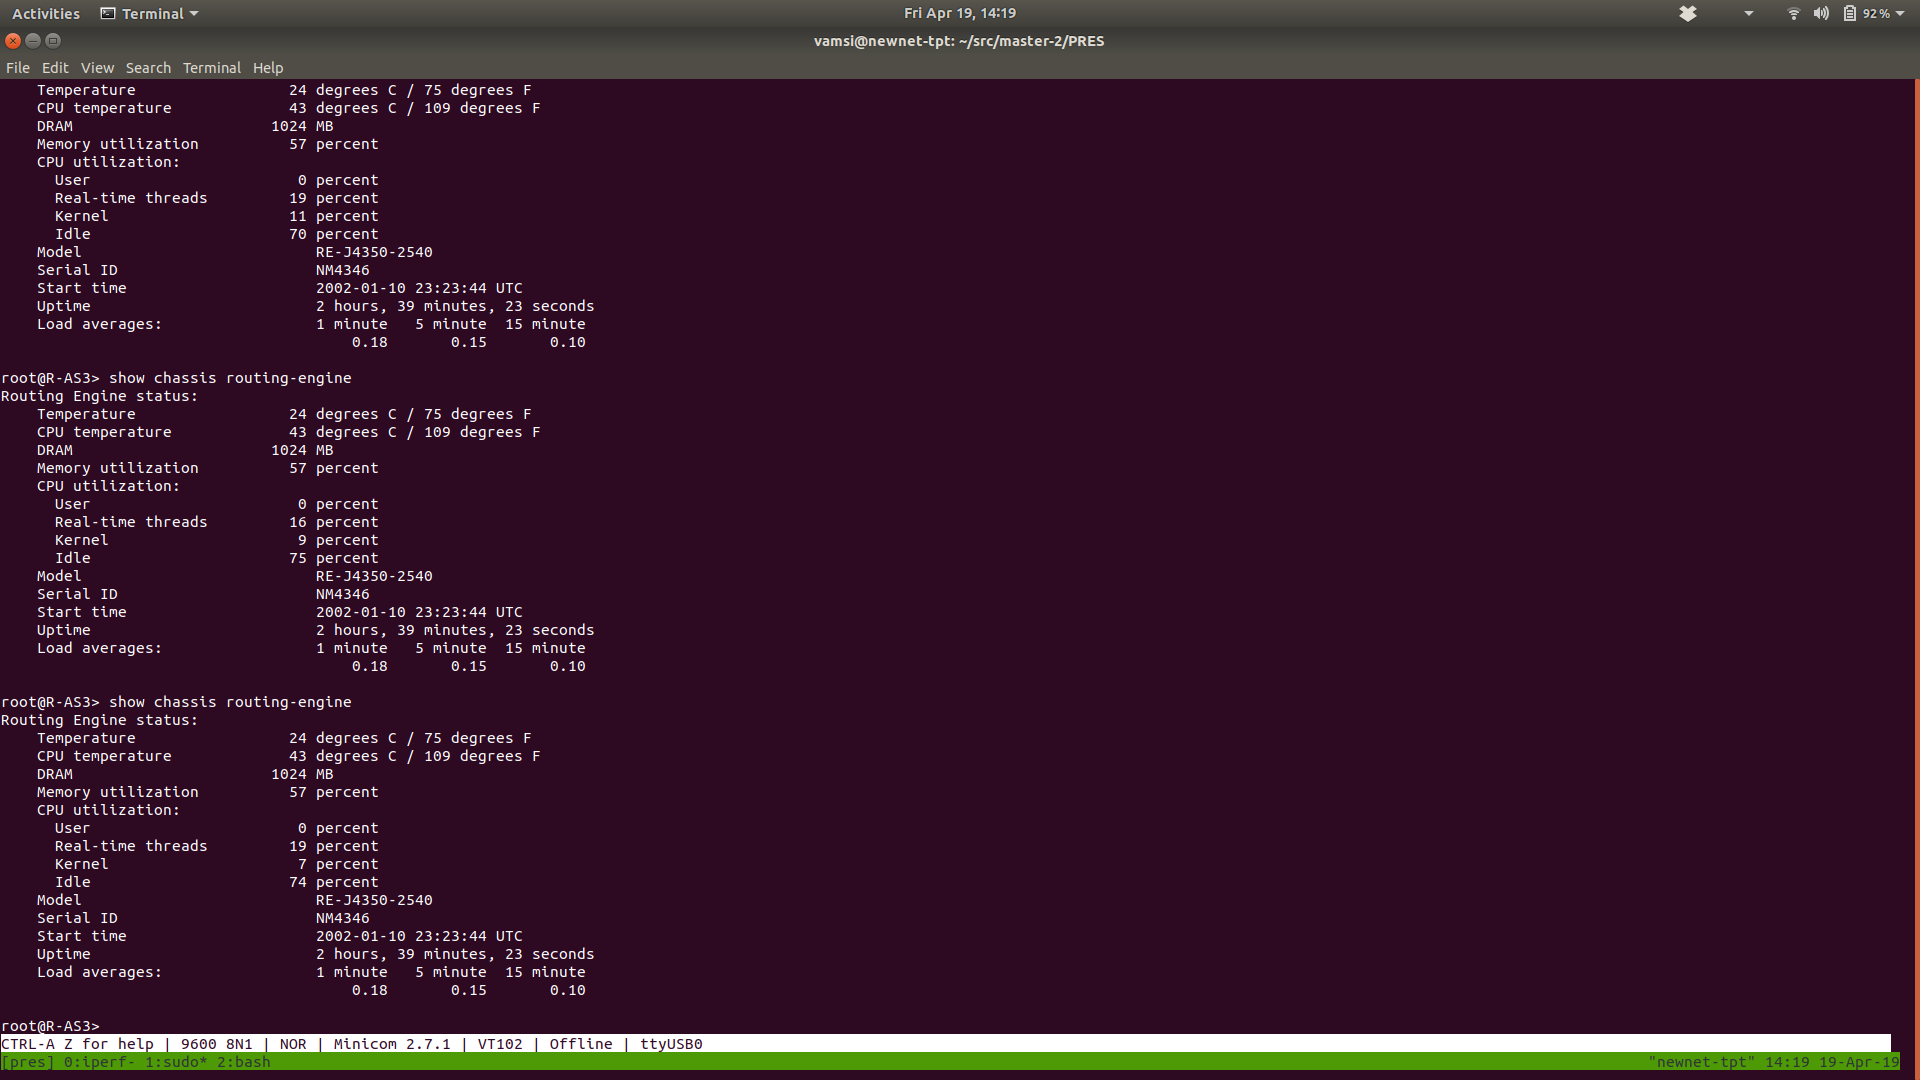 Activities Terminal Fri Apr 19, 14:19 92 %
vamsi@newnet-tpt: ~/src/master-2/PRES
File Edit View Search Terminal Help
    Temperature                 24 degrees C / 75 degrees F
    CPU temperature             43 degrees C / 109 degrees F
    DRAM                      1024 MB
    Memory utilization          57 percent
    CPU utilization:
      User                       0 percent
      Real-time threads         19 percent
      Kernel                    11 percent
      Idle                      70 percent
    Model                          RE-J4350-2540
    Serial ID                      NM4346
    Start time                     2002-01-10 23:23:44 UTC
    Uptime                         2 hours, 39 minutes, 23 seconds
    Load averages:                 1 minute   5 minute  15 minute
                                       0.18       0.15       0.10
root@R-AS3> show chassis routing-engine
Routing Engine status:
    Temperature                 24 degrees C / 75 degrees F
    CPU temperature             43 degrees C / 109 degrees F
    DRAM                      1024 MB
    Memory utilization          57 percent
    CPU utilization:
      User                       0 percent
      Real-time threads         16 percent
      Kernel                     9 percent
      Idle                      75 percent
    Model                          RE-J4350-2540
    Serial ID                      NM4346
    Start time                     2002-01-10 23:23:44 UTC
    Uptime                         2 hours, 39 minutes, 23 seconds
    Load averages:                 1 minute   5 minute  15 minute
                                       0.18       0.15       0.10
root@R-AS3> show chassis routing-engine
Routing Engine status:
    Temperature                 24 degrees C / 75 degrees F
    CPU temperature             43 degrees C / 109 degrees F
    DRAM                      1024 MB
    Memory utilization          57 percent
    CPU utilization:
      User                       0 percent
      Real-time threads         19 percent
      Kernel                     7 percent
      Idle                      74 percent
    Model                          RE-J4350-2540
    Serial ID                      NM4346
    Start time                     2002-01-10 23:23:44 UTC
    Uptime                         2 hours, 39 minutes, 23 seconds
    Load averages:                 1 minute   5 minute  15 minute
                                       0.18       0.15       0.10
root@R-AS3>
CTRL-A Z for help | 9600 8N1 | NOR | Minicom 2.7.1 | VT102 | Offline | ttyUSB0
[pres] 0:iperf- 1:sudo* 2:bash "newnet-tpt" 14:19 19-Apr-19